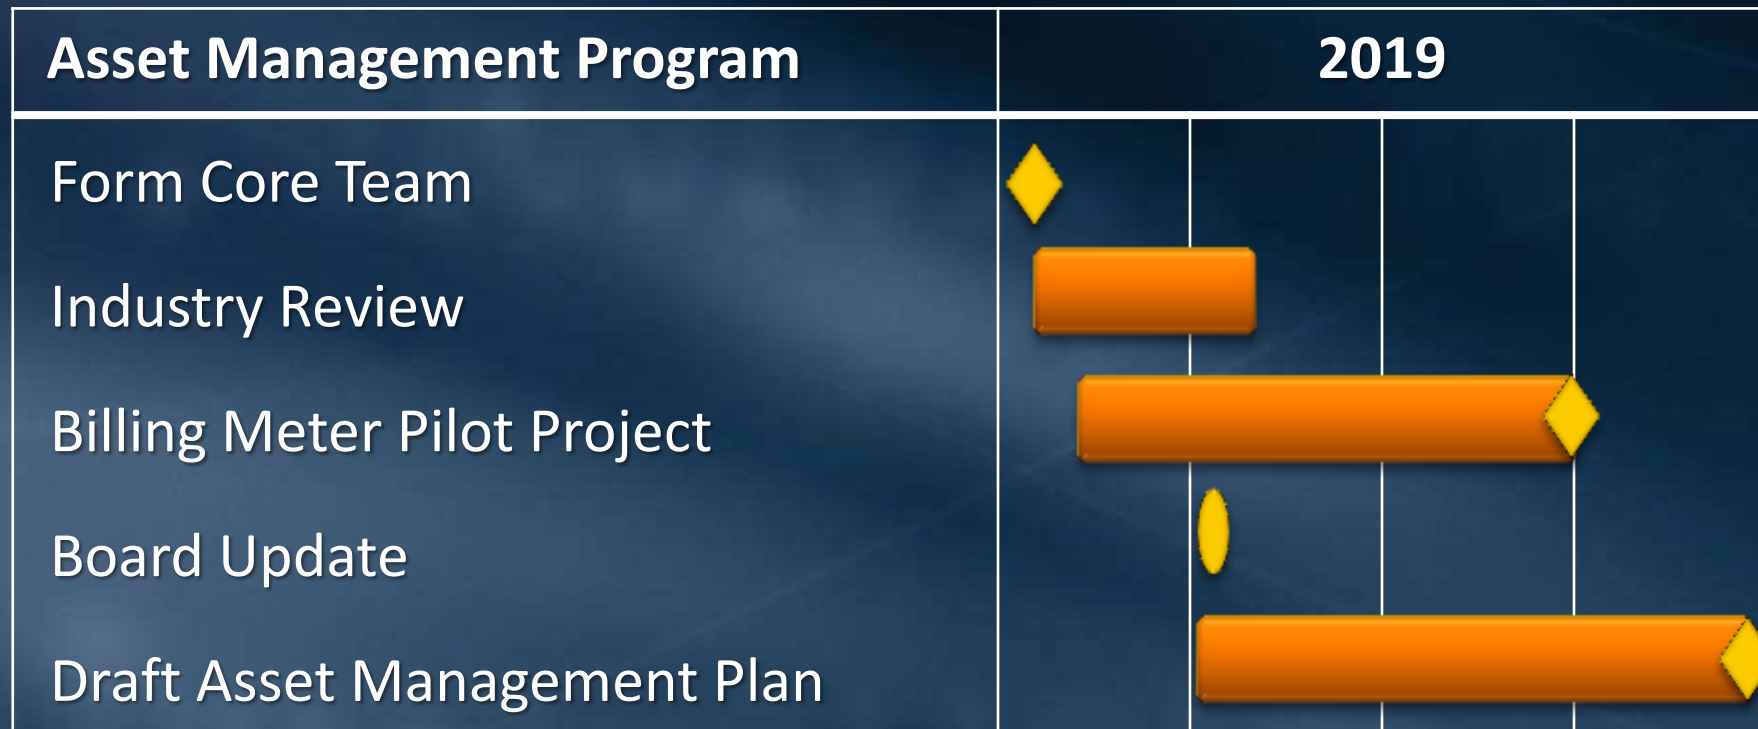 Asset Management Program
2019
Form Core Team
Industry Review
Billing Meter Pilot Project
Board Update
Draft Asset Management Plan